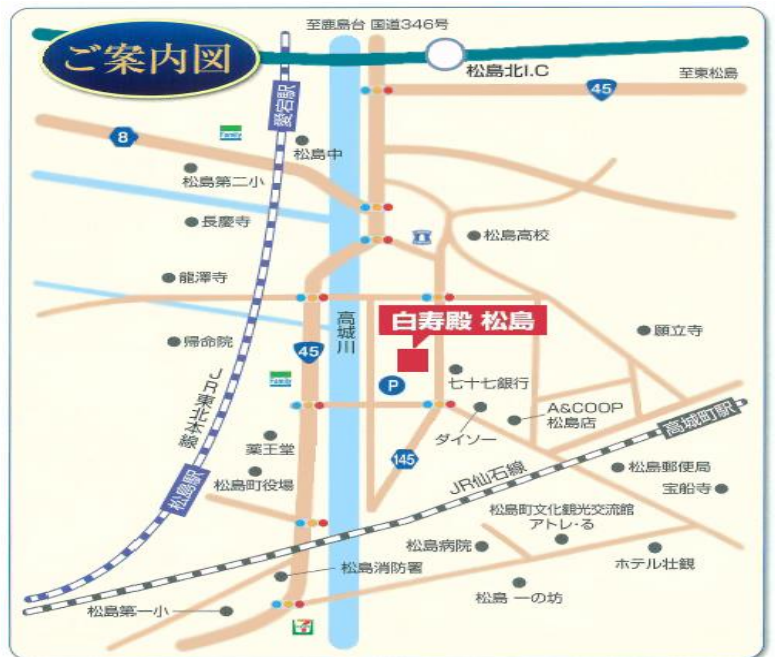 至鹿島台 国道346号
ご案内図
松島北I.C
至東松島
45
愛宕駅
8
Family
松島中
松島第二小
長慶寺
松島高校
龍澤寺
高城川
白寿殿 松島
願立寺
帰命院
45
JR東北本線
Family
P
七十七銀行
A&COOP
松島店
ダイソー
高城町駅
薬王堂
145
松島町役場
松島駅
JR仙石線
松島郵便局
宝船寺
松島町文化観光交流館
アトレ・る
松島病院
ホテル壮観
松島消防署
松島 一の坊
松島第一小